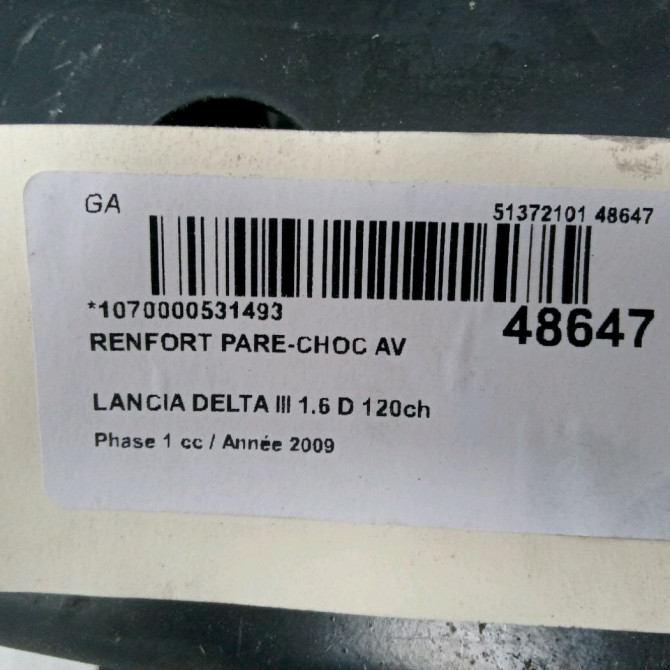 GA
51372101 48647
*1070000531493
48647
RENFORT PARE-CHOC AV
LANCIA DELTA III 1.6 D 120ch
Phase 1 cc / Année 2009